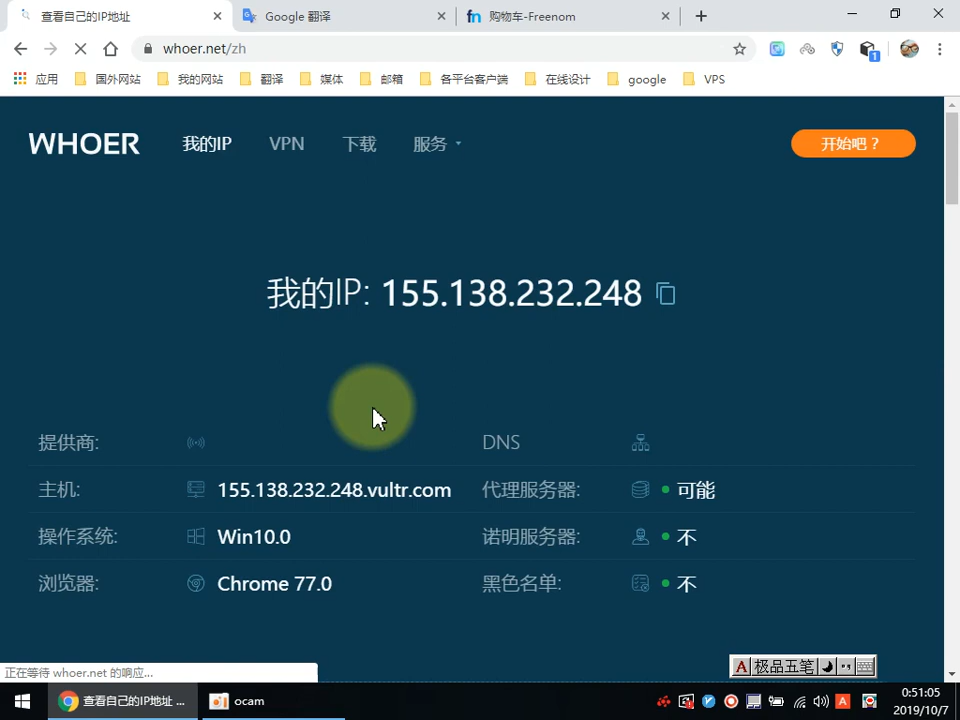 查看自己的IP地址
Google 翻译
购物车-Freenom
whoer.net/zh
应用 国外网站 我的网站 翻译 媒体 邮箱 各平台客户端 在线设计 google VPS
WHOER 我的IP VPN 下载 服务 开始吧 ?
我的IP: 155.138.232.248
提供商: DNS
主机: 155.138.232.248.vultr.com 代理服务器: 可能
操作系统: Win10.0 诺明服务器: 不
浏览器: Chrome 77.0 黑色名单: 不
正在等待 whoer.net 的响应...
A 极品五笔
查看自己的IP地址 ... ocam
0:51:05
2019/10/7